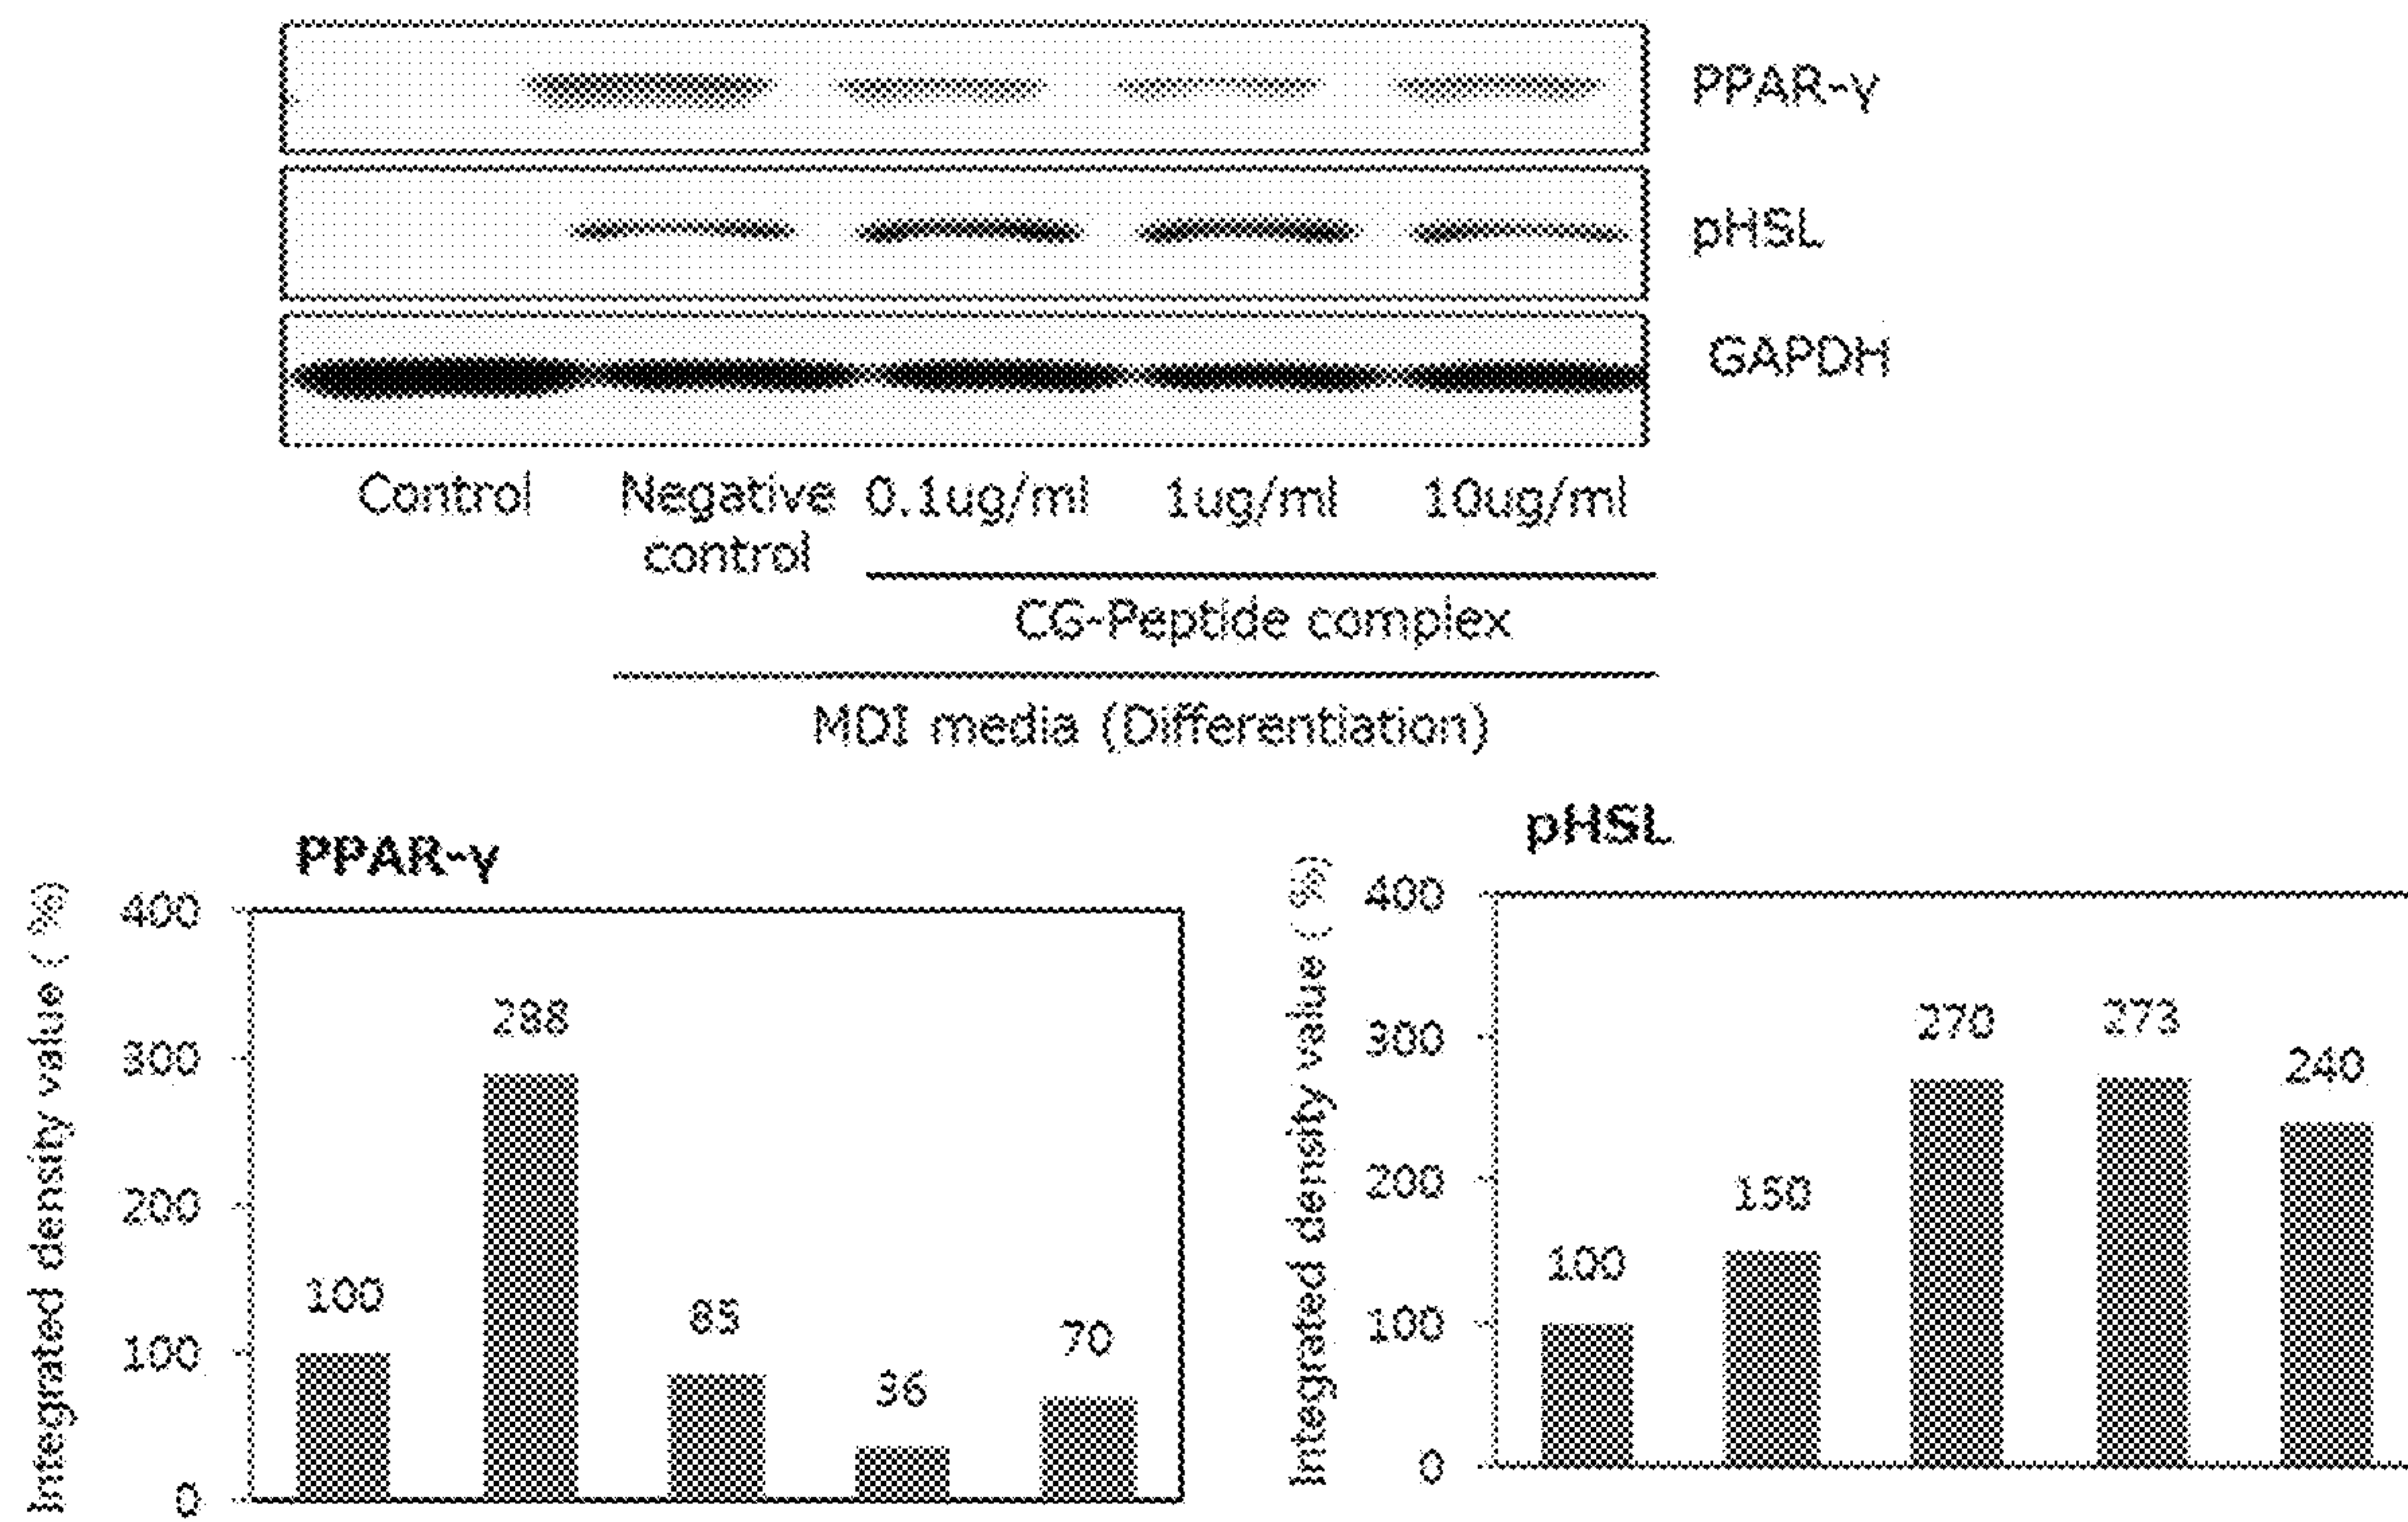 PPAR-γ
pHSL
GAPDH
Control Negative control 0.1ug/ml 1ug/ml 10ug/ml
CG-Peptide complex
MDI media (Differentiation)
PPAR-γ
Integrated density value ( %)
400
300
200
100
0
100 288 85 36 70
pHSL
Integrated density value ( %)
400
300
200
100
0
100 150 270 273 240